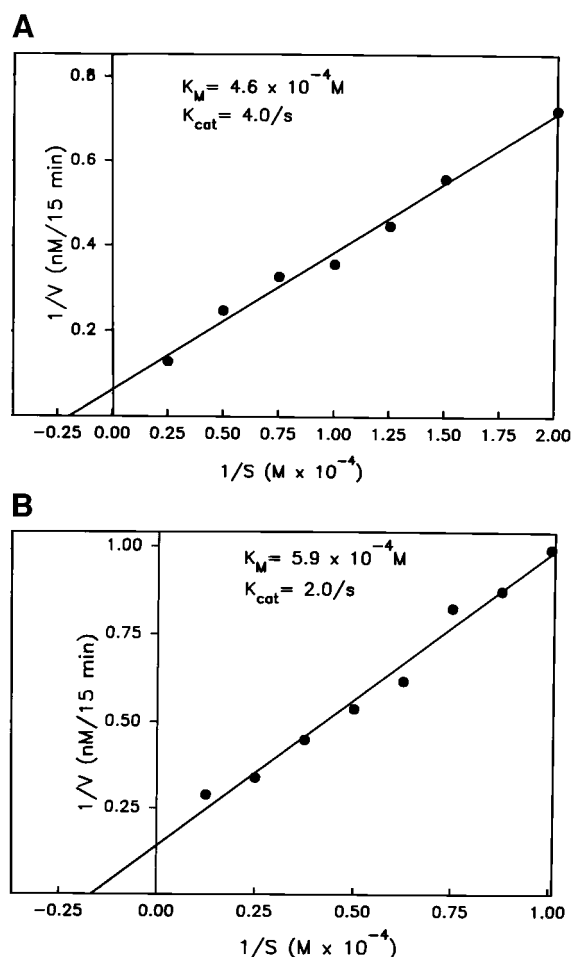 A
0.8
K_M= 4.6 x 10^-4 M
K_cat= 4.0/s
0.6
1/V (nM/15 min)
0.4
0.2
-0.25 0.00 0.25 0.50 0.75 1.00 1.25 1.50 1.75 2.00
1/S (M x 10^-4)
B
1.00
K_M= 5.9 x 10^-4 M
K_cat= 2.0/s
0.75
1/V (nM/15 min)
0.50
0.25
-0.25 0.00 0.25 0.50 0.75 1.00
1/S (M x 10^-4)